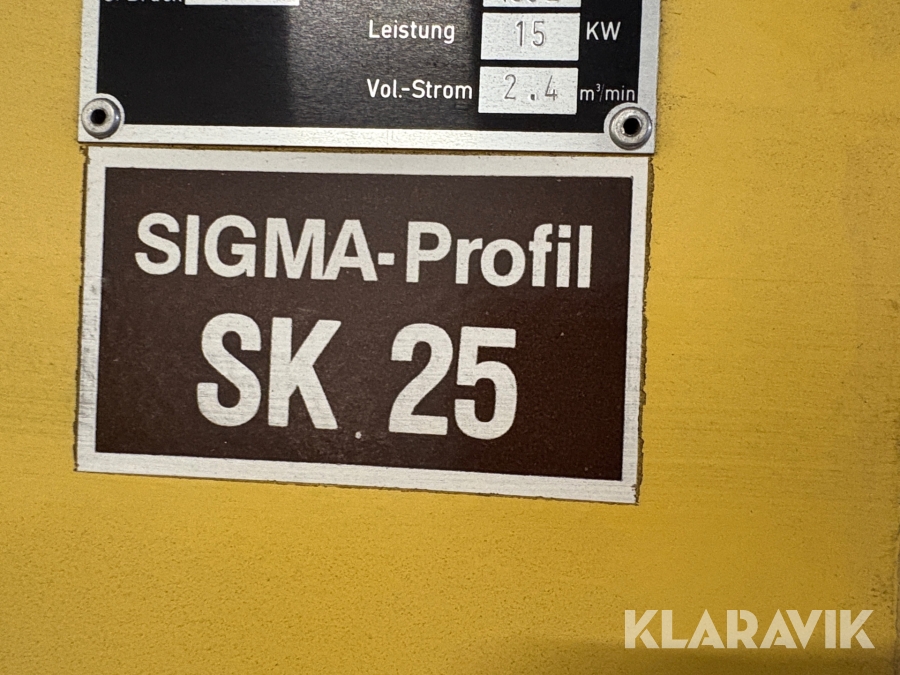 Leistung 15 KW
Vol.-Strom 2.4 m³/min
SIGMA-Profil
SK 25
KLARAVIK